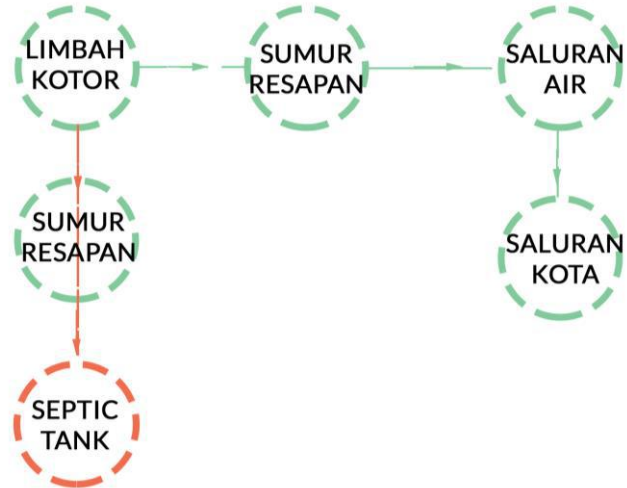 LIMBAH
KOTOR
SUMUR
RESAPAN
SALURAN
AIR
SUMUR
RESAPAN
SALURAN
KOTA
SEPTIC
TANK